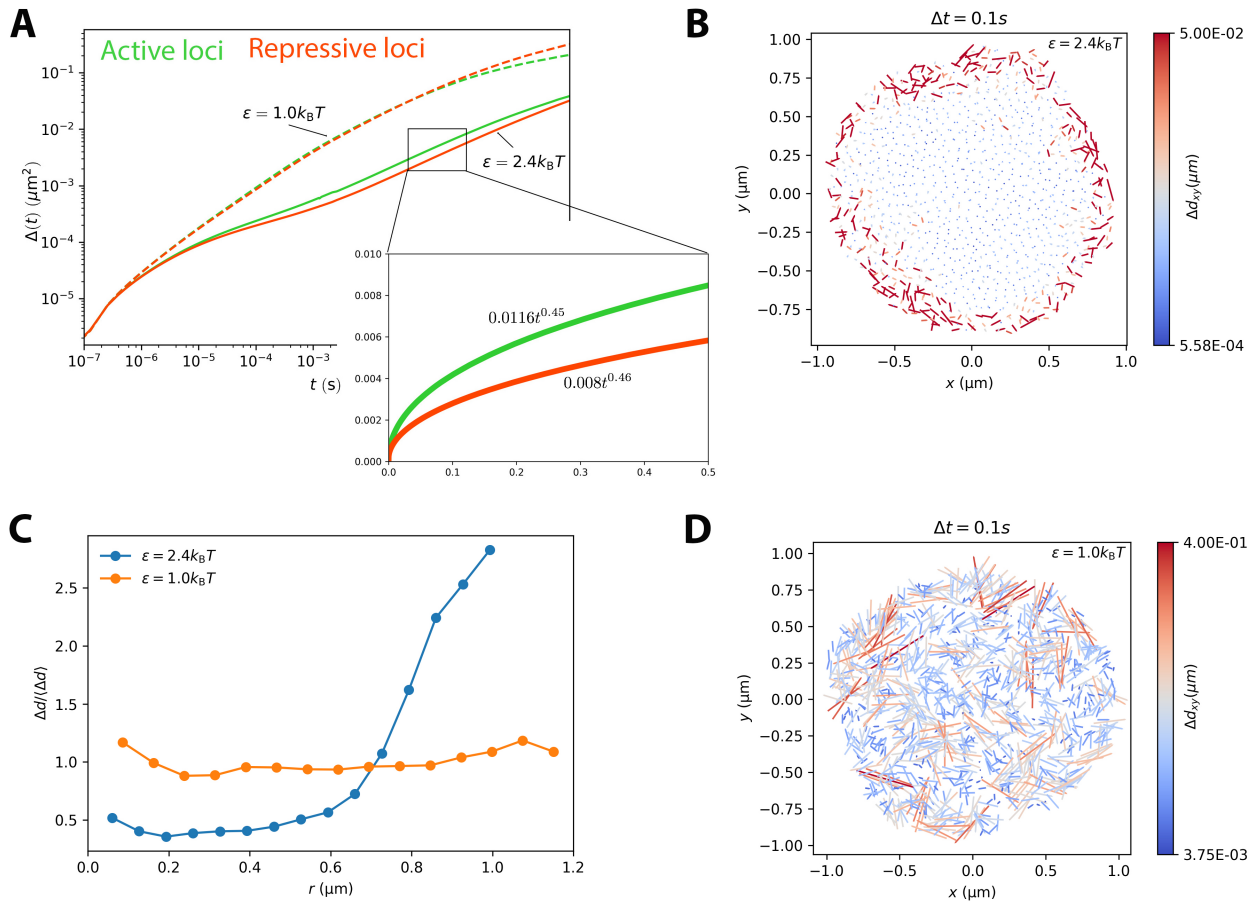 A
Active loci Repressive loci
ε = 1.0k_BT
ε = 2.4k_BT
Δ(t) (μm²)
10⁻¹
10⁻²
10⁻³
10⁻⁴
10⁻⁵
10⁻⁷ 10⁻⁶ 10⁻⁵ 10⁻⁴ 10⁻³
t (s)
0.010
0.008
0.006
0.004
0.002
0.000
0.0116t^0.45
0.008t^0.46
0.0 0.1 0.2 0.3 0.4 0.5
B
Δt = 0.1s
ε = 2.4k_BT
y (μm)
1.00
0.75
0.50
0.25
0.00
−0.25
−0.50
−0.75
−1.0 −0.5 0.0 0.5 1.0
x (μm)
5.00E-02
Δd_xy(μm)
5.58E-04
C
ε = 2.4k_BT
ε = 1.0k_BT
Δd/⟨Δd⟩
2.5
2.0
1.5
1.0
0.5
0.0 0.2 0.4 0.6 0.8 1.0 1.2
r (μm)
D
Δt = 0.1s
ε = 1.0k_BT
y (μm)
1.00
0.75
0.50
0.25
0.00
−0.25
−0.50
−0.75
−1.00
−1.0 −0.5 0.0 0.5 1.0
x (μm)
4.00E-01
Δd_xy(μm)
3.75E-03